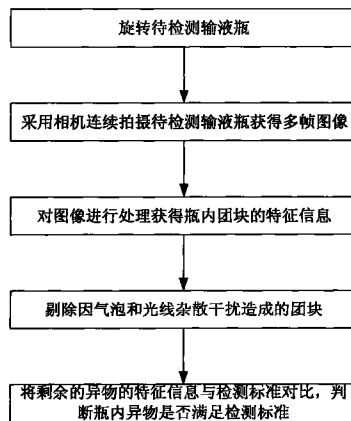 旋转待检测输液瓶
采用相机连续拍摄待检测输液瓶获得多帧图像
对图像进行处理获得瓶内团块的特征信息
剔除因气泡和光线杂散干扰造成的团块
将剩余的异物的特征信息与检测标准对比，判
断瓶内异物是否满足检测标准